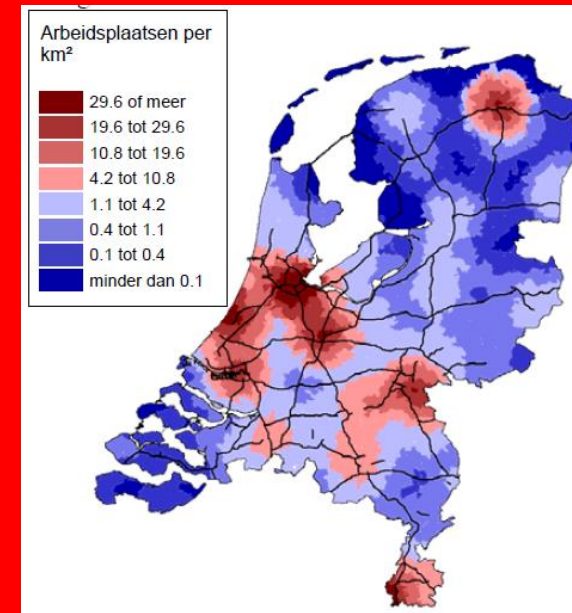 Arbeidsplaatsen per
km²
29.6 of meer
19.6 tot 29.6
10.8 tot 19.6
4.2 tot 10.8
1.1 tot 4.2
0.4 tot 1.1
0.1 tot 0.4
minder dan 0.1